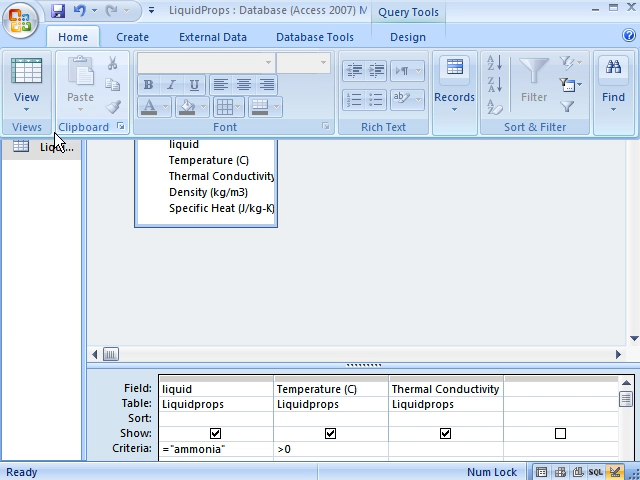 LiquidProps : Database (Access 2007) M
Query Tools
Home
Create
External Data
Database Tools
Design
View
Paste
B I U
A
ab
Filter
Records
Find
Views
Clipboard
Font
Rich Text
Sort & Filter
liquid
Temperature (C)
Thermal Conductivity
Density (kg/m3)
Specific Heat (J/kg-K)
Field: liquid Temperature (C) Thermal Conductivity
Table: Liquidprops Liquidprops Liquidprops
Sort:
Show:
Criteria: ="ammonia" >0
Ready
Num Lock
SQL